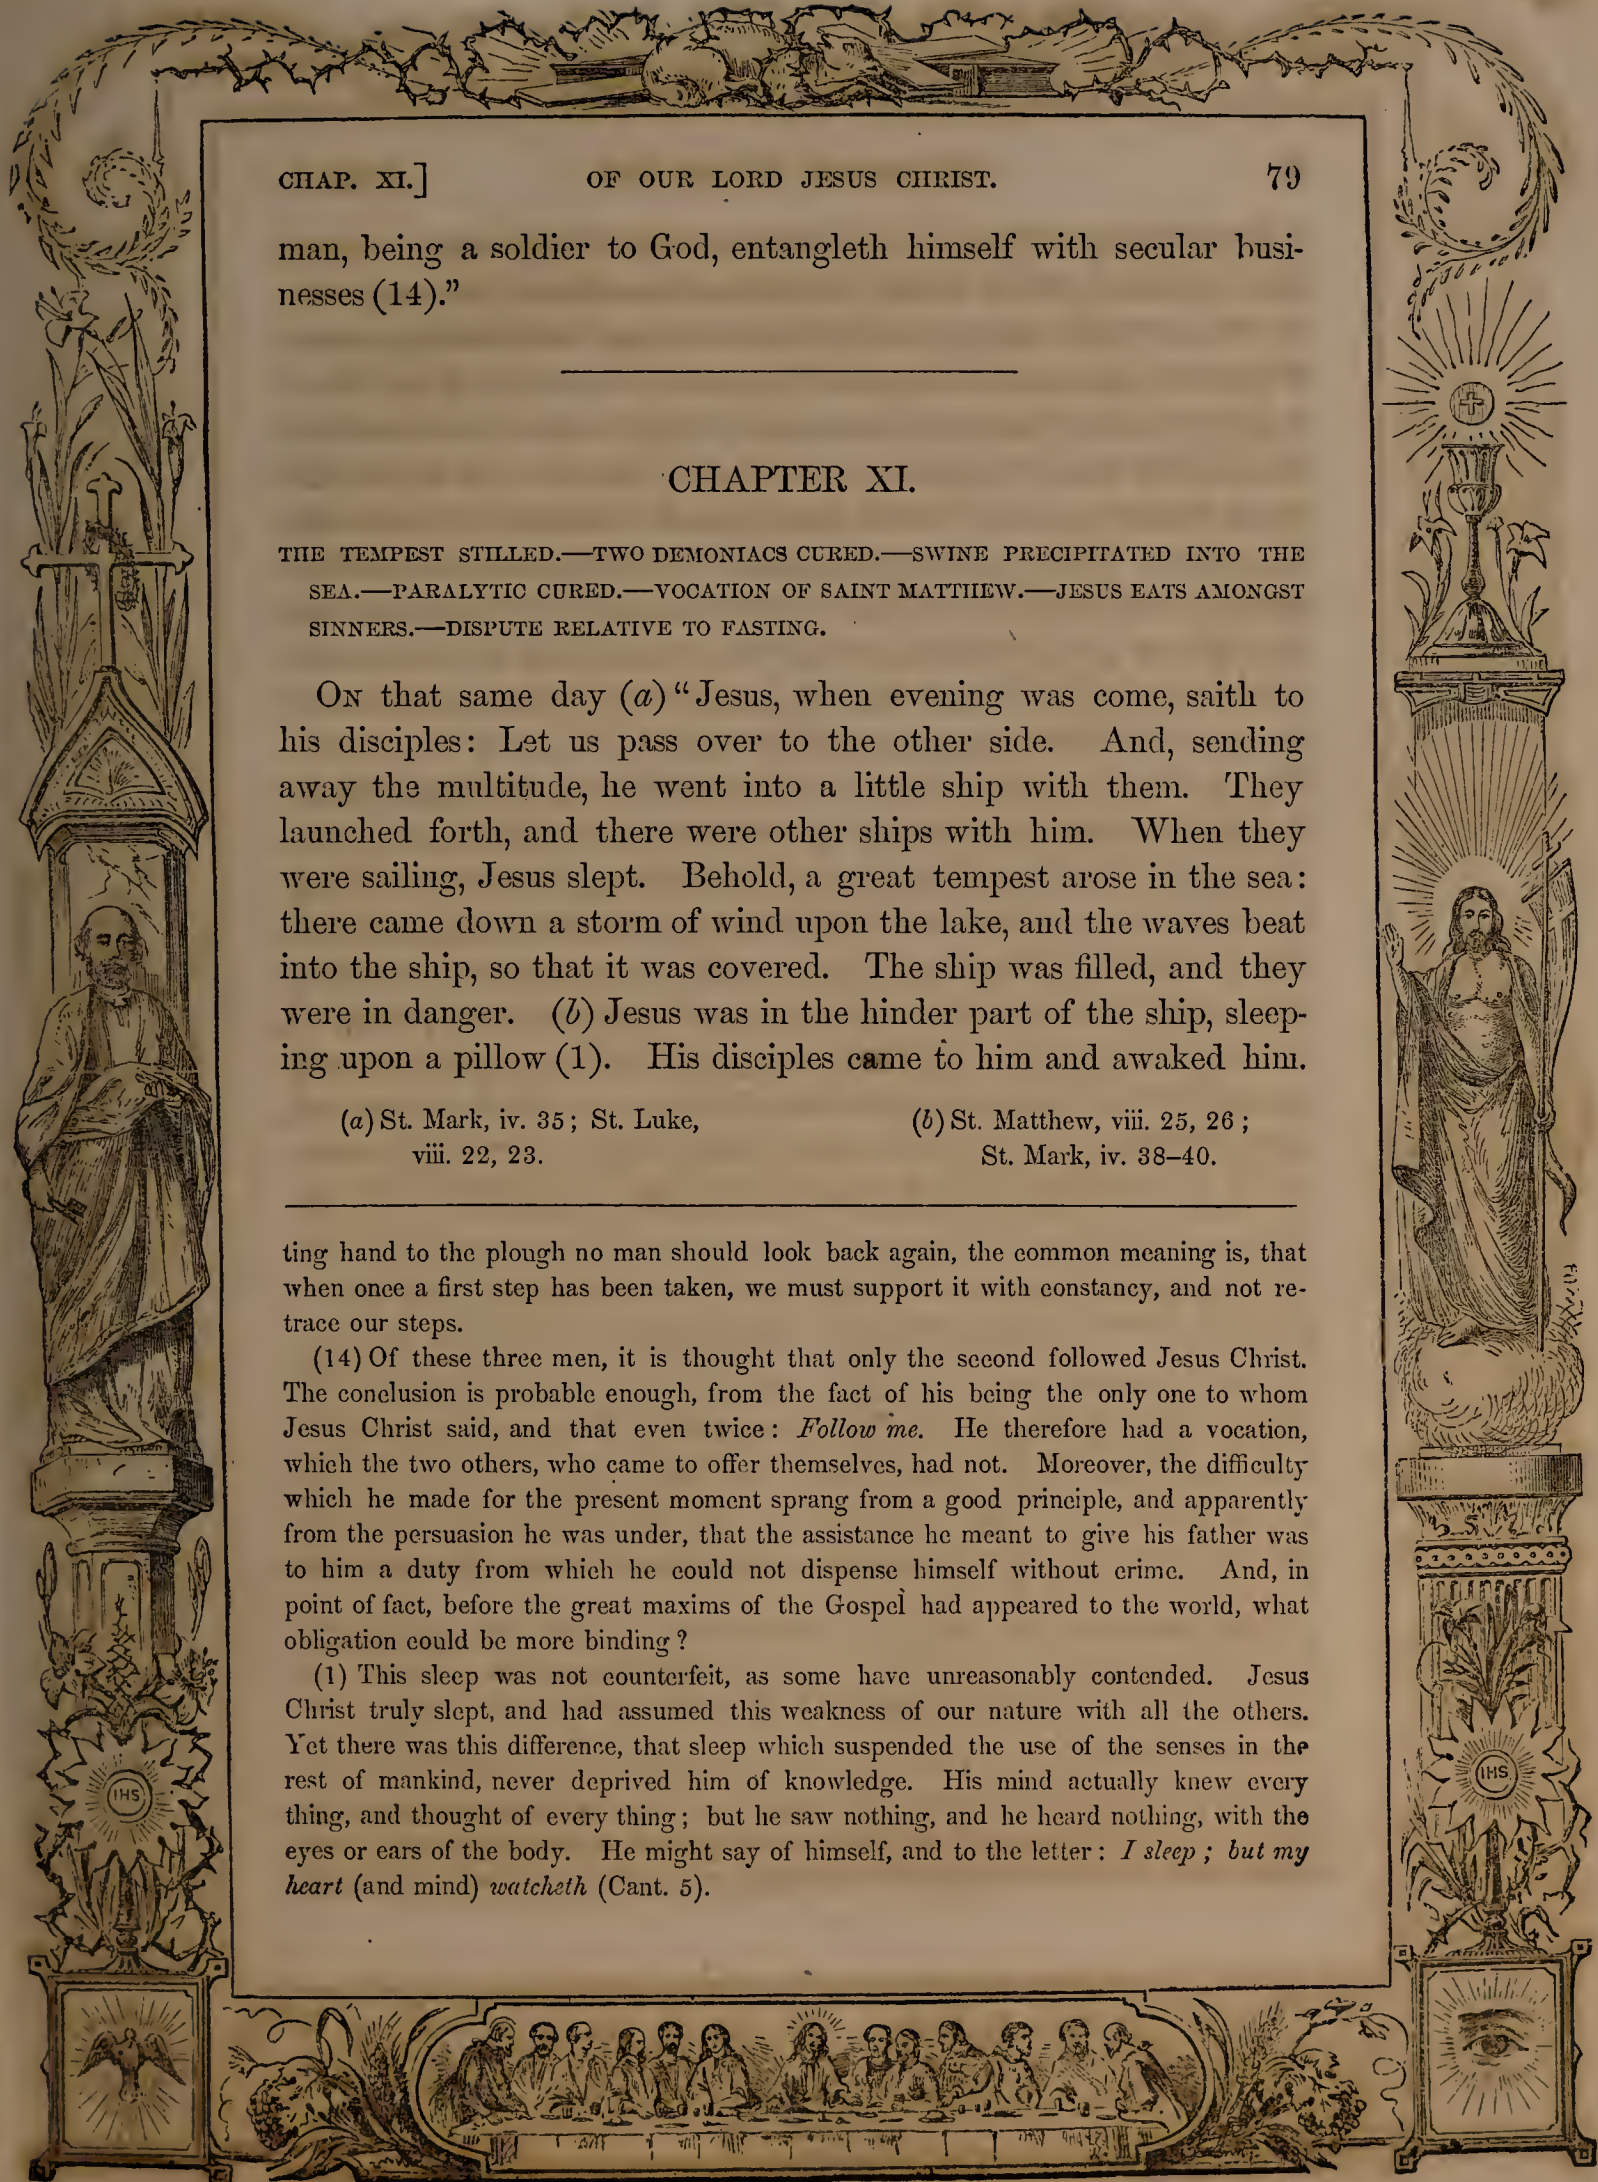 CHAP. XI.] OF OUR LORD JESUS CHRIST. 79
man, being a soldier to God, entangleth himself with secular busi-
nesses (14).”
CHAPTER XI.
THE TEMPEST STILLED.—TWO DEMONIACS CURED.—SWINE PRECIPITATED INTO THE
SEA.—PARALYTIC CURED.—VOCATION OF SAINT MATTHEW.—JESUS EATS AMONGST
SINNERS.—DISPUTE RELATIVE TO FASTING.
ON that same day (a) “Jesus, when evening was come, saith to
his disciples: Let us pass over to the other side. And, sending
away the multitude, he went into a little ship with them. They
launched forth, and there were other ships with him. When they
were sailing, Jesus slept. Behold, a great tempest arose in the sea:
there came down a storm of wind upon the lake, and the waves beat
into the ship, so that it was covered. The ship was filled, and they
were in danger. (b) Jesus was in the hinder part of the ship, sleep-
ing upon a pillow (1). His disciples came to him and awaked him.
(a) St. Mark, iv. 35; St. Luke,
viii. 22, 23.
(b) St. Matthew, viii. 25, 26;
St. Mark, iv. 38–40.
ting hand to the plough no man should look back again, the common meaning is, that
when once a first step has been taken, we must support it with constancy, and not re-
trace our steps.
(14) Of these three men, it is thought that only the second followed Jesus Christ.
The conclusion is probable enough, from the fact of his being the only one to whom
Jesus Christ said, and that even twice: Follow me. He therefore had a vocation,
which the two others, who came to offer themselves, had not. Moreover, the difficulty
which he made for the present moment sprang from a good principle, and apparently
from the persuasion he was under, that the assistance he meant to give his father was
to him a duty from which he could not dispense himself without crime. And, in
point of fact, before the great maxims of the Gospel had appeared to the world, what
obligation could be more binding?
(1) This sleep was not counterfeit, as some have unreasonably contended. Jesus
Christ truly slept, and had assumed this weakness of our nature with all the others.
Yet there was this difference, that sleep which suspended the use of the senses in the
rest of mankind, never deprived him of knowledge. His mind actually knew every
thing, and thought of every thing; but he saw nothing, and he heard nothing, with the
eyes or ears of the body. He might say of himself, and to the letter: I sleep; but my
heart (and mind) watcheth (Cant. 5).
IHS
IHS